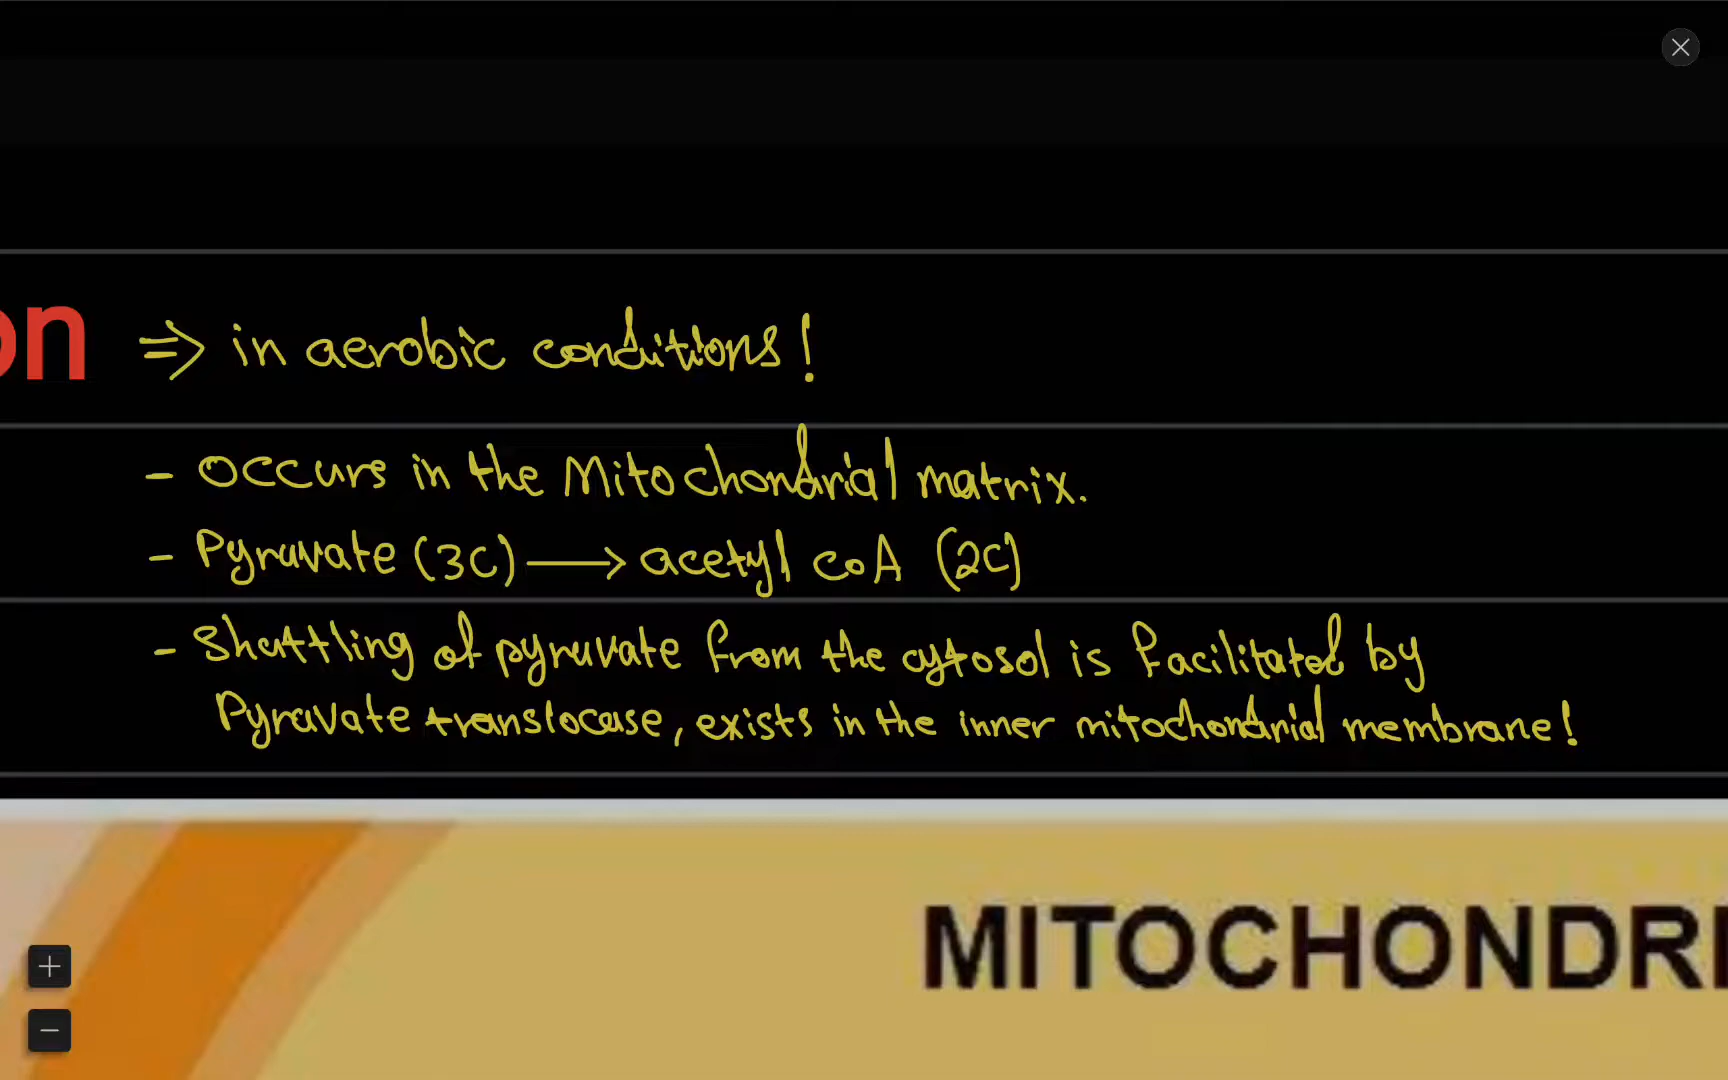 on => in aerobic conditions!
- Occurs in the Mitochondrial matrix.
- Pyruvate (3C) ⟶ acetyl coA (2C)
- Shuttling of pyruvate from the cytosol is facilitated by
Pyruvate translocase, exists in the inner mitochondrial membrane!
MITOCHONDRI